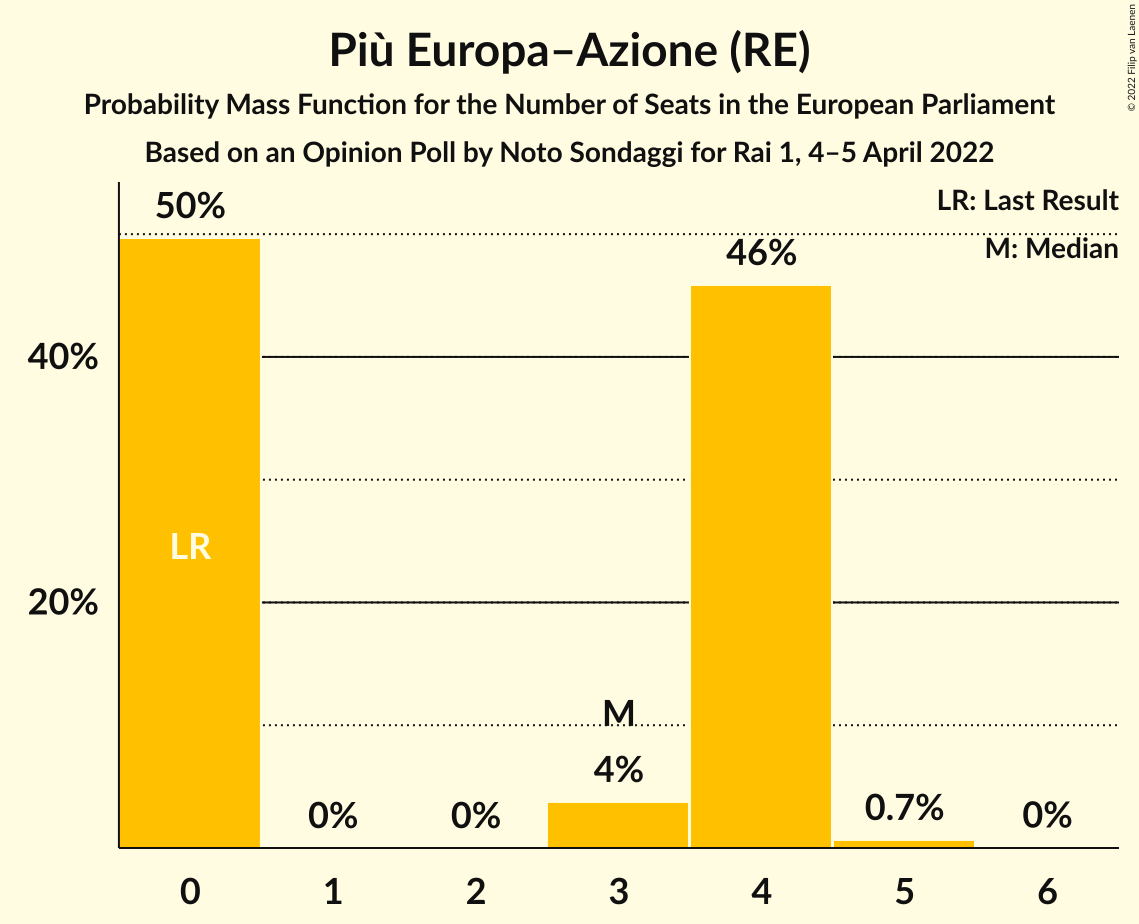 Più Europa–Azione (RE)
Probability Mass Function for the Number of Seats in the European Parliament
Based on an Opinion Poll by Noto Sondaggi for Rai 1, 4–5 April 2022
© 2022 Filip van Laenen
LR: Last Result
M: Median
50%
46%
40%
LR
20%
M
4%
0%
0%
0.7%
0%
0
1
2
3
4
5
6